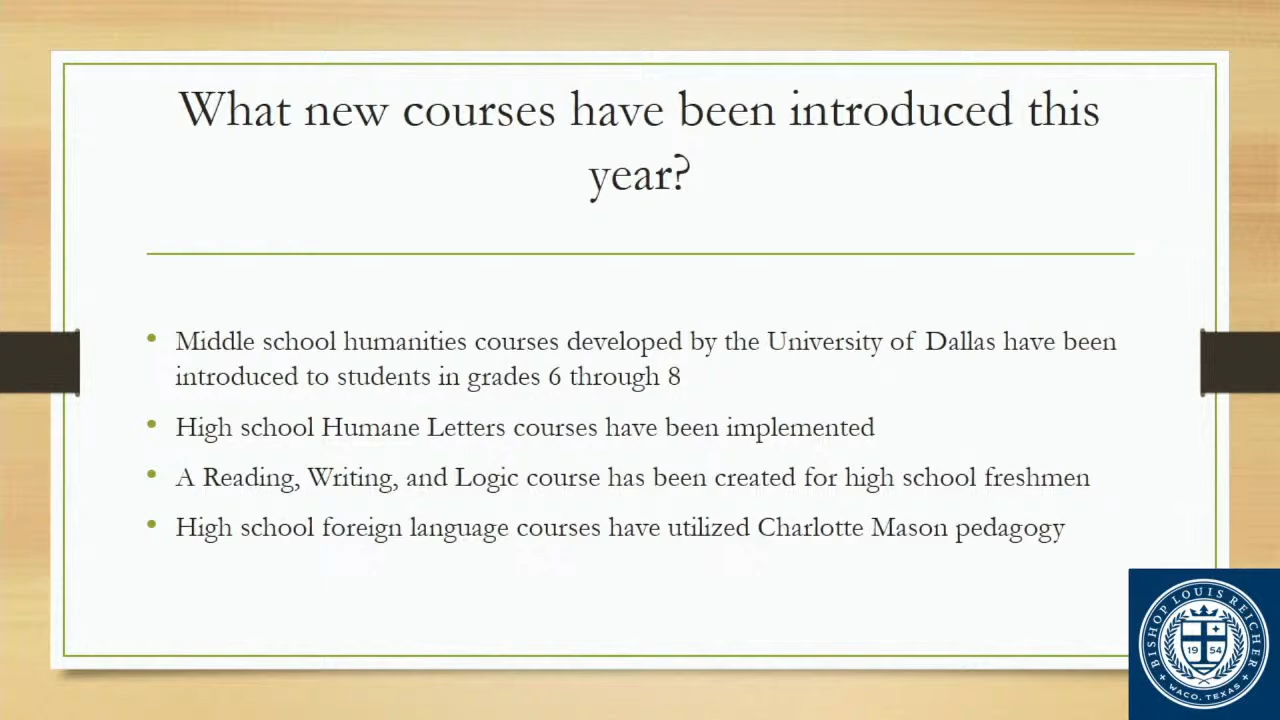 What new courses have been introduced this
year?
• Middle school humanities courses developed by the University of Dallas have been
introduced to students in grades 6 through 8
• High school Humane Letters courses have been implemented
• A Reading, Writing, and Logic course has been created for high school freshmen
• High school foreign language courses have utilized Charlotte Mason pedagogy
BISHOP LOUIS REICHER
19 54
WACO, TEXAS